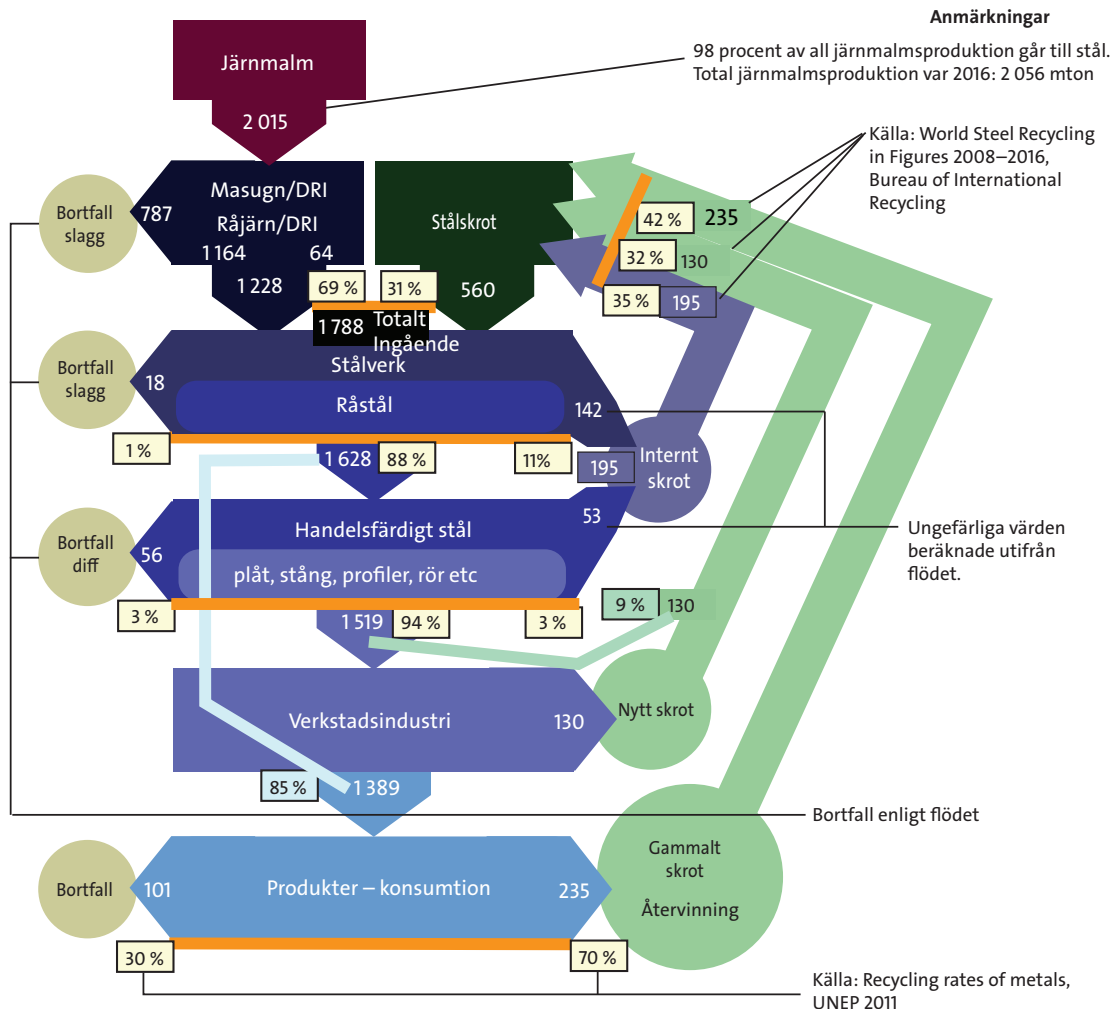 Anmärkningar
Järnmalm
98 procent av all järnmalmsproduktion går till stål.
Total järnmalmsproduktion var 2016: 2 056 mton
2 015
Källa: World Steel Recycling
in Figures 2008–2016,
Bureau of International
Recycling
Bortfall
slagg
787
Masugn/DRI
Råjärn/DRI
1 164
64
1 228
Stålskrot
560
42 %
235
32 %
130
35 %
195
69 %
31 %
1 788
Totalt
Ingående
Stålverk
Bortfall
slagg
18
Råstål
142
1 %
1 628
88 %
11%
195
Internt
skrot
Bortfall
diff
56
Handelsfärdigt stål
53
plåt, stång, profiler, rör etc
Ungefärliga värden
beräknade utifrån
flödet.
3 %
1 519
94 %
3 %
9 %
130
Verkstadsindustri
130
Nytt skrot
85 %
1 389
Bortfall enligt flödet
Bortfall
101
Produkter – konsumtion
235
Gammalt
skrot
Återvinning
30 %
70 %
Källa: Recycling rates of metals,
UNEP 2011